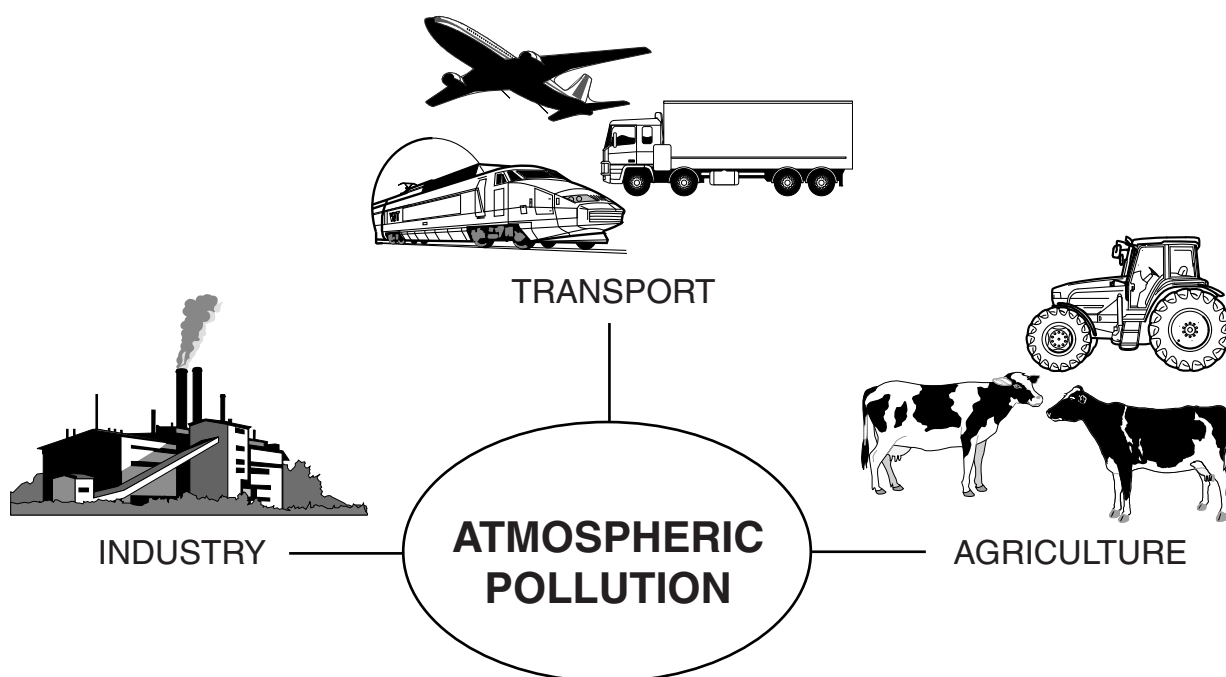 TRANSPORT
INDUSTRY
ATMOSPHERIC
POLLUTION
AGRICULTURE